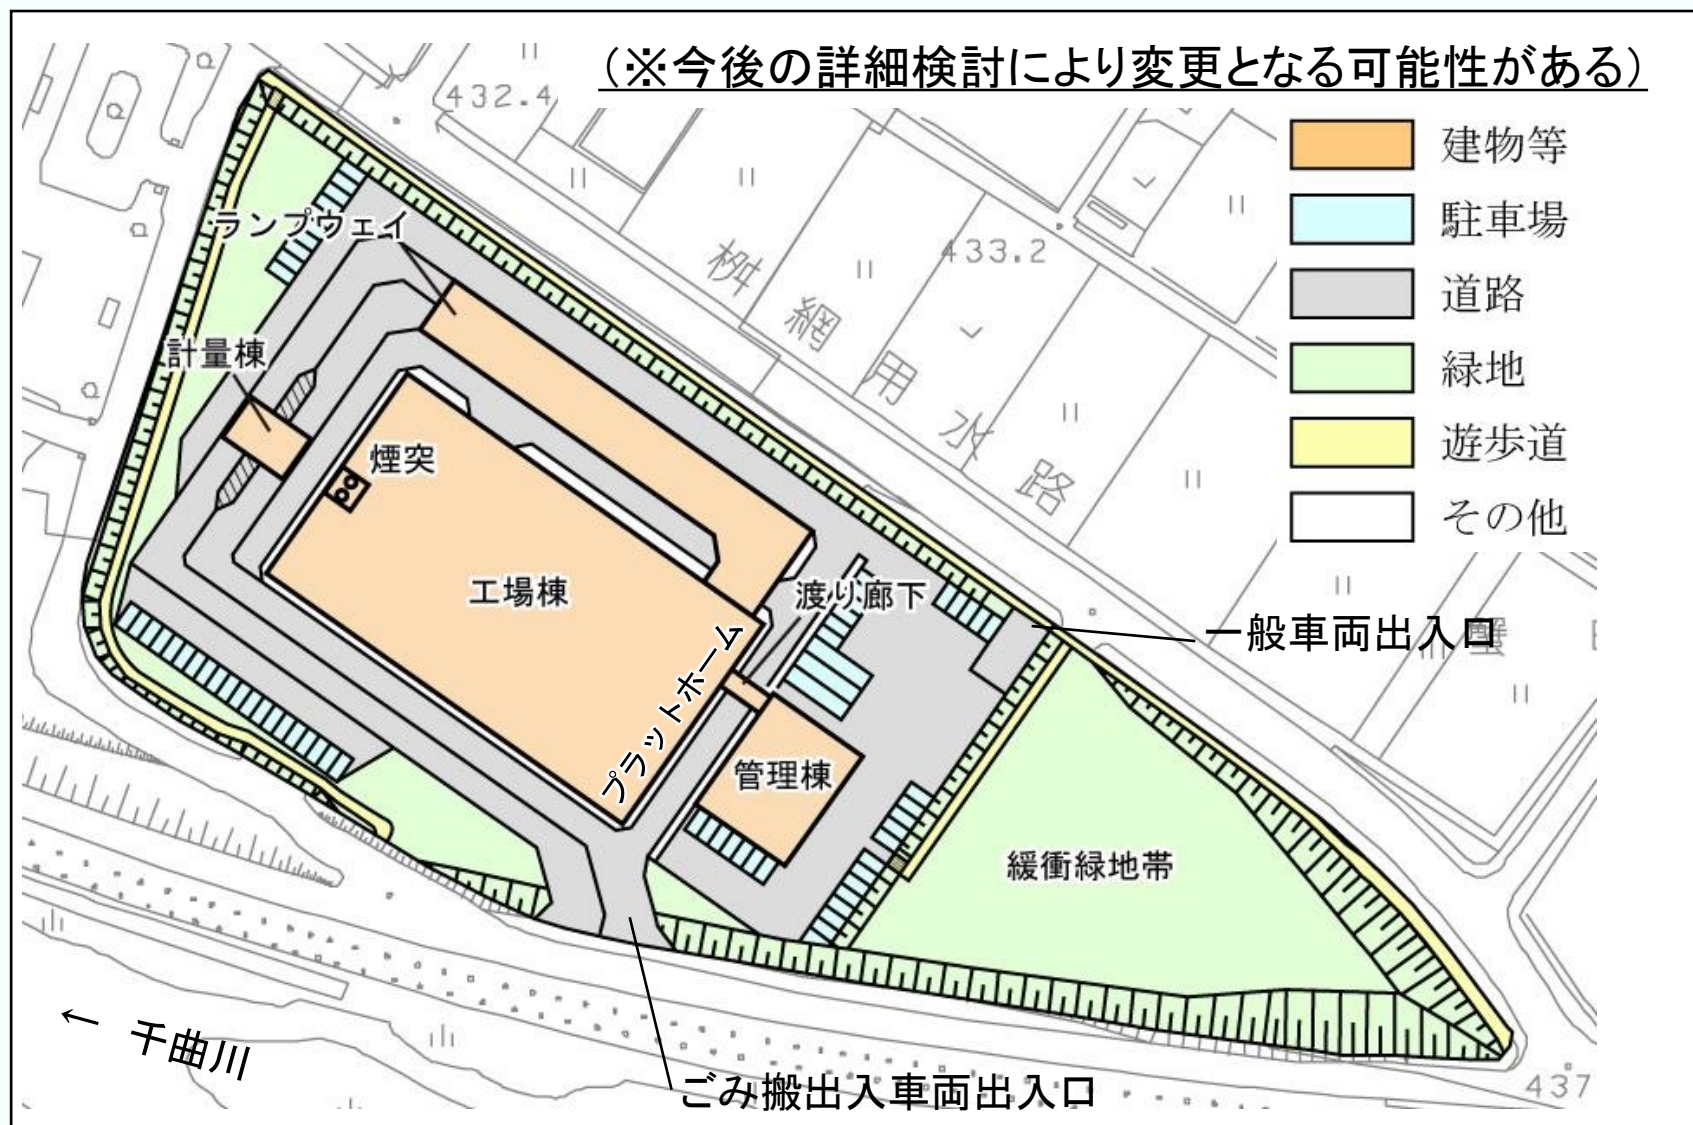 (※今後の詳細検討により変更となる可能性がある)
432.4
建物等
駐車場
道路
緑地
遊歩道
その他
ランプウェイ
433.2
桝網用水路
計量棟
煙突
工場棟
渡り廊下
一般車両出入口
蟹
プラットホーム
管理棟
緩衝緑地帯
← 千曲川
ごみ搬出入車両出入口
437